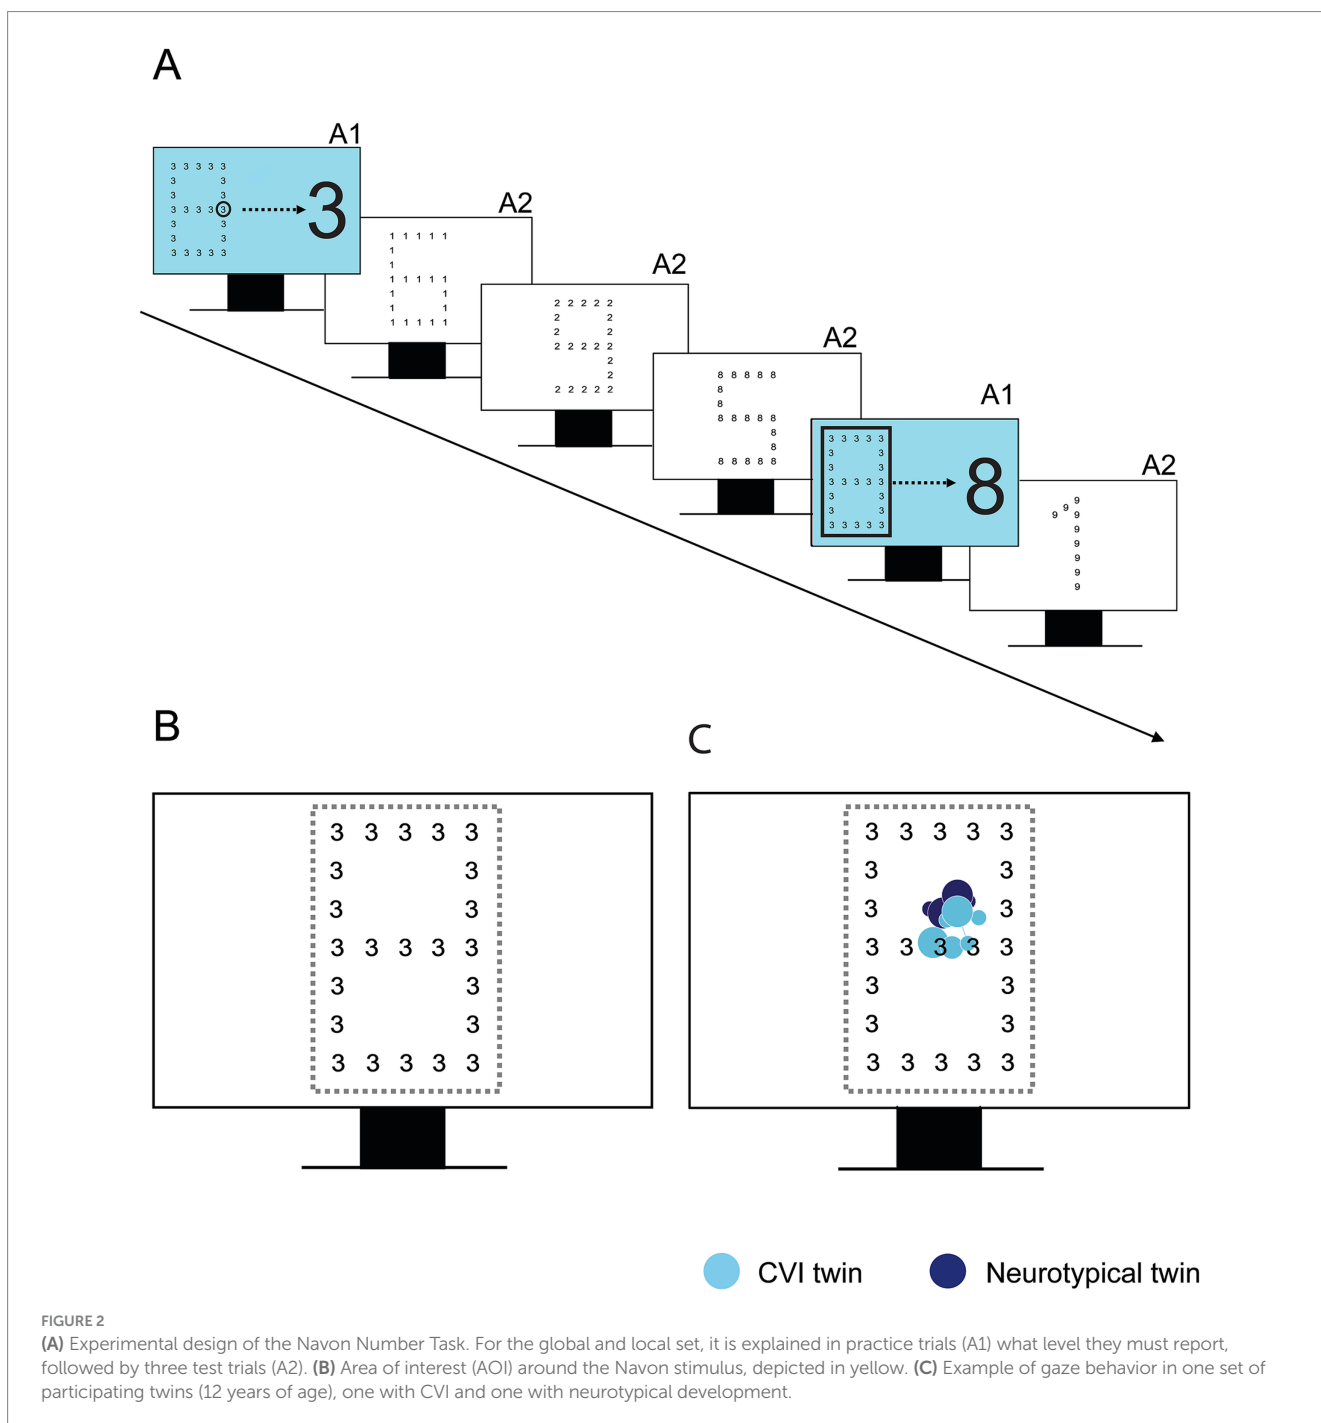 A
A1
3 3 3 3 3
3 3
3 3
3 3 3 3 3
3 3
3 3
3 3 3 3 3
3
A2
1 1 1 1 1
1
1
1 1 1 1 1
1 1
1 1
1 1 1 1 1
A2
2 2 2 2 2
2 2
2 2
2 2 2 2 2
2
2
2 2 2 2 2
A2
8 8 8 8 8
8
8
8 8 8 8 8
8
8
8 8 8 8 8
A1
3 3 3 3 3
3 3
3 3
3 3 3 3 3
3 3
3 3
3 3 3 3 3
8
A2
9
9
9 9
9
9
9
9
9
B
3 3 3 3 3
3 3
3 3
3 3 3 3 3
3 3
3 3
3 3 3 3 3
C
3 3 3 3 3
3 3
3 3
3 3 3 3 3
3 3
3 3
3 3 3 3 3
CVI twin
Neurotypical twin
FIGURE 2
(A) Experimental design of the Navon Number Task. For the global and local set, it is explained in practice trials (A1) what level they must report,
followed by three test trials (A2). (B) Area of interest (AOI) around the Navon stimulus, depicted in yellow. (C) Example of gaze behavior in one set of
participating twins (12 years of age), one with CVI and one with neurotypical development.